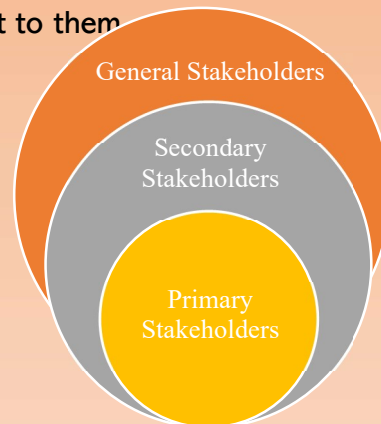 t to them
General Stakeholders
Secondary
Stakeholders
Primary
Stakeholders